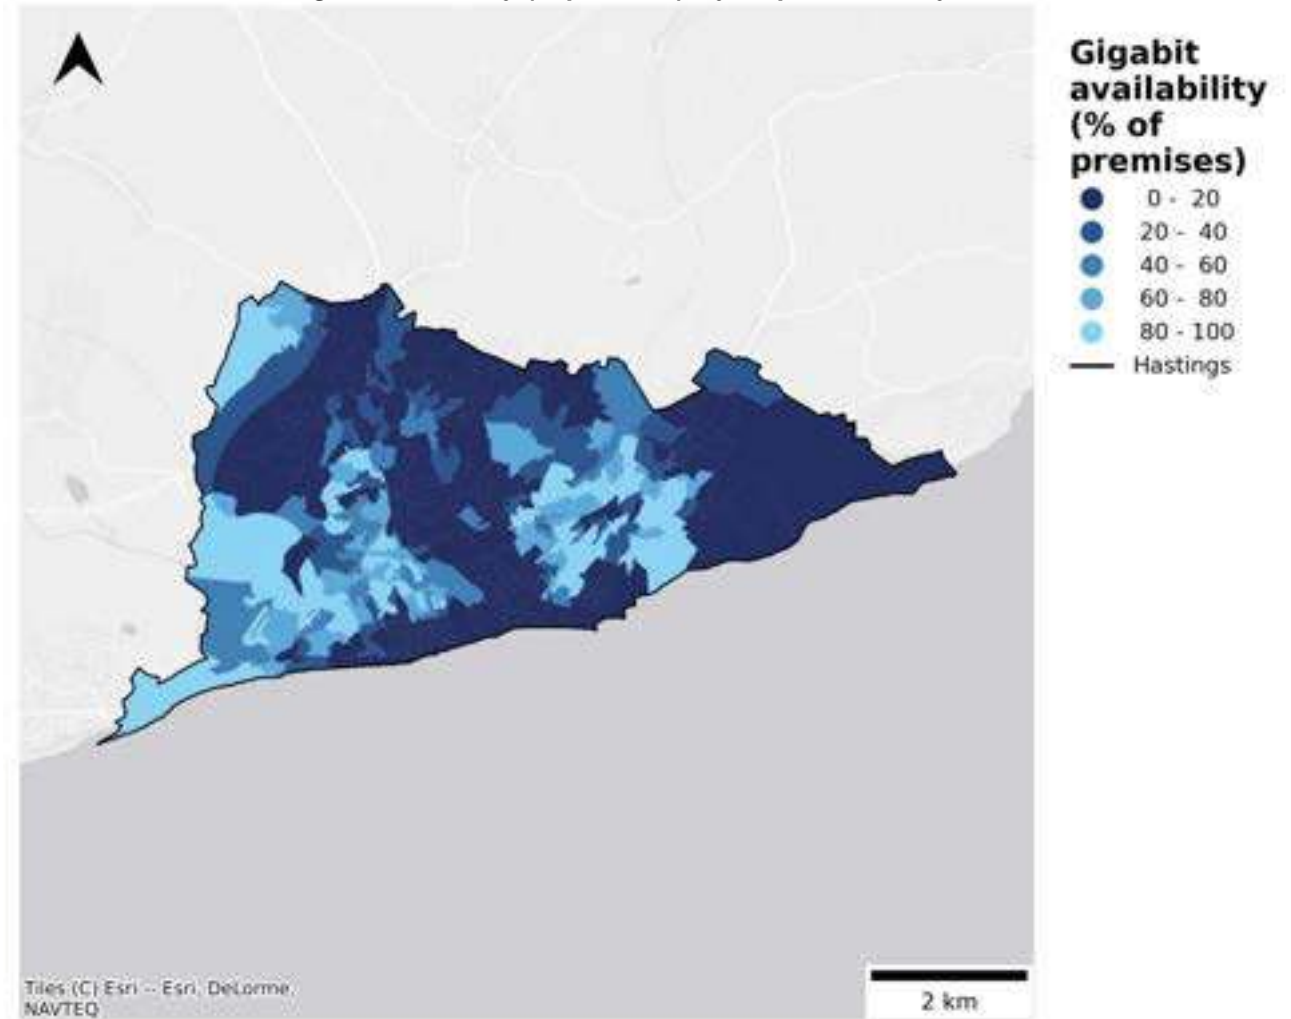 Gigabit
availability
(% of
premises)
0 - 20
20 - 40
40 - 60
60 - 80
80 - 100
Hastings
Tiles (C) Esri -- Esri, DeLorme,
NAVTEQ
2 km